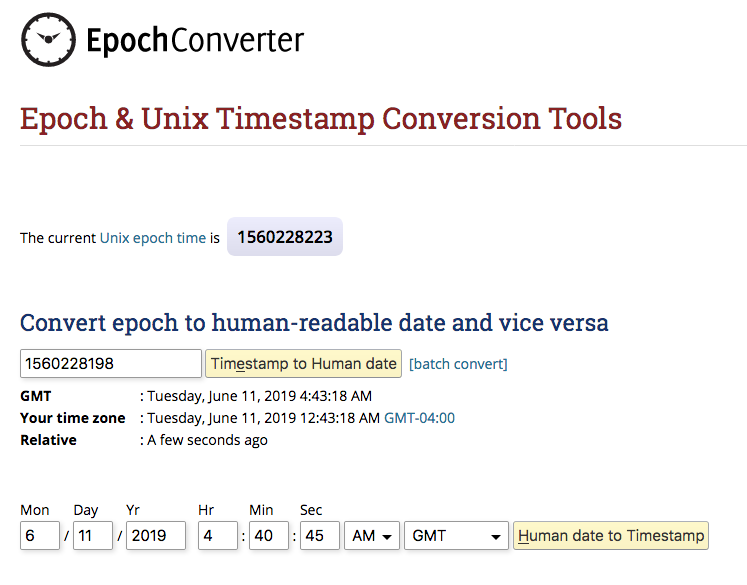 EpochConverter
Epoch & Unix Timestamp Conversion Tools
The current Unix epoch time is 1560228223
Convert epoch to human-readable date and vice versa
1560228198 Timestamp to Human date [batch convert]
GMT : Tuesday, June 11, 2019 4:43:18 AM
Your time zone : Tuesday, June 11, 2019 12:43:18 AM GMT-04:00
Relative : A few seconds ago
Mon Day Yr Hr Min Sec
6 / 11 / 2019 4 : 40 : 45 AM GMT Human date to Timestamp